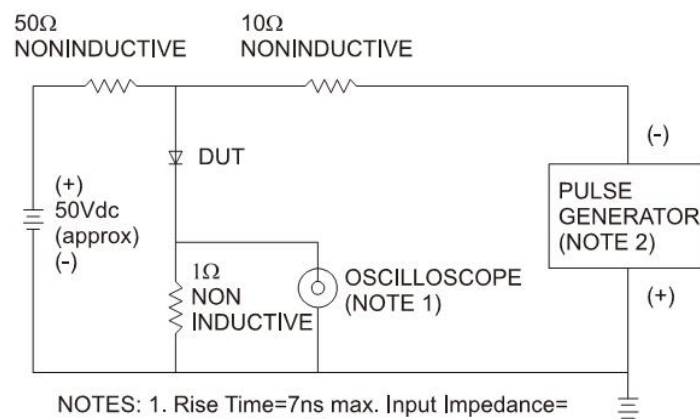 50Ω
NONINDUCTIVE
10Ω
NONINDUCTIVE
DUT
(+)
50Vdc
(approx)
(-)
1Ω
NON
INDUCTIVE
OSCILLOSCOPE
(NOTE 1)
(-)
PULSE
GENERATOR
(NOTE 2)
(+)
NOTES: 1. Rise Time=7ns max. Input Impedance=